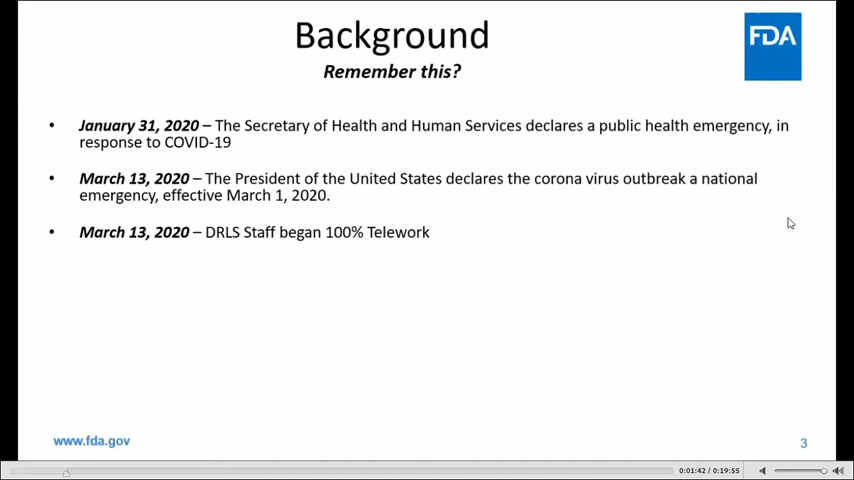 Background
FDA
Remember this?
• January 31, 2020 – The Secretary of Health and Human Services declares a public health emergency, in
response to COVID-19
• March 13, 2020 – The President of the United States declares the corona virus outbreak a national
emergency, effective March 1, 2020.
• March 13, 2020 – DRLS Staff began 100% Telework
www.fda.gov
3
0:01:42 / 0:19:55